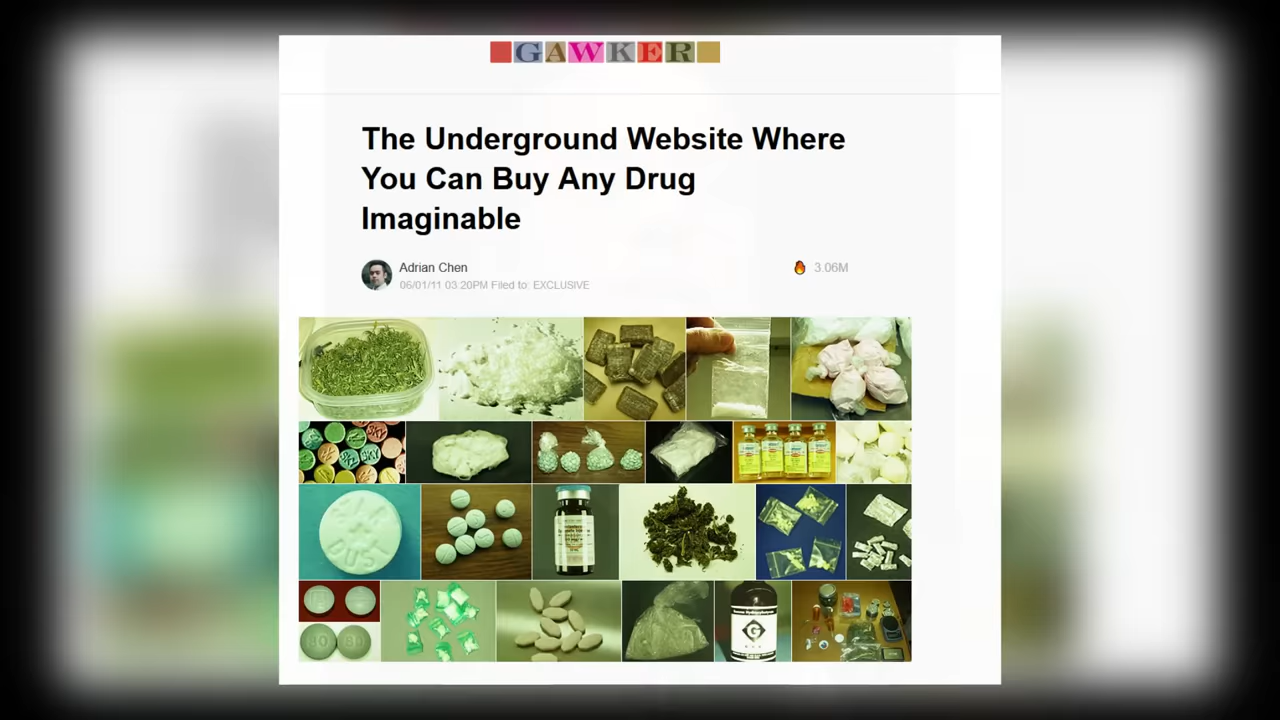 GAWKER
The Underground Website Where
You Can Buy Any Drug
Imaginable
Adrian Chen
3.06M
06/01/11 03:20PM Filed to: EXCLUSIVE
G